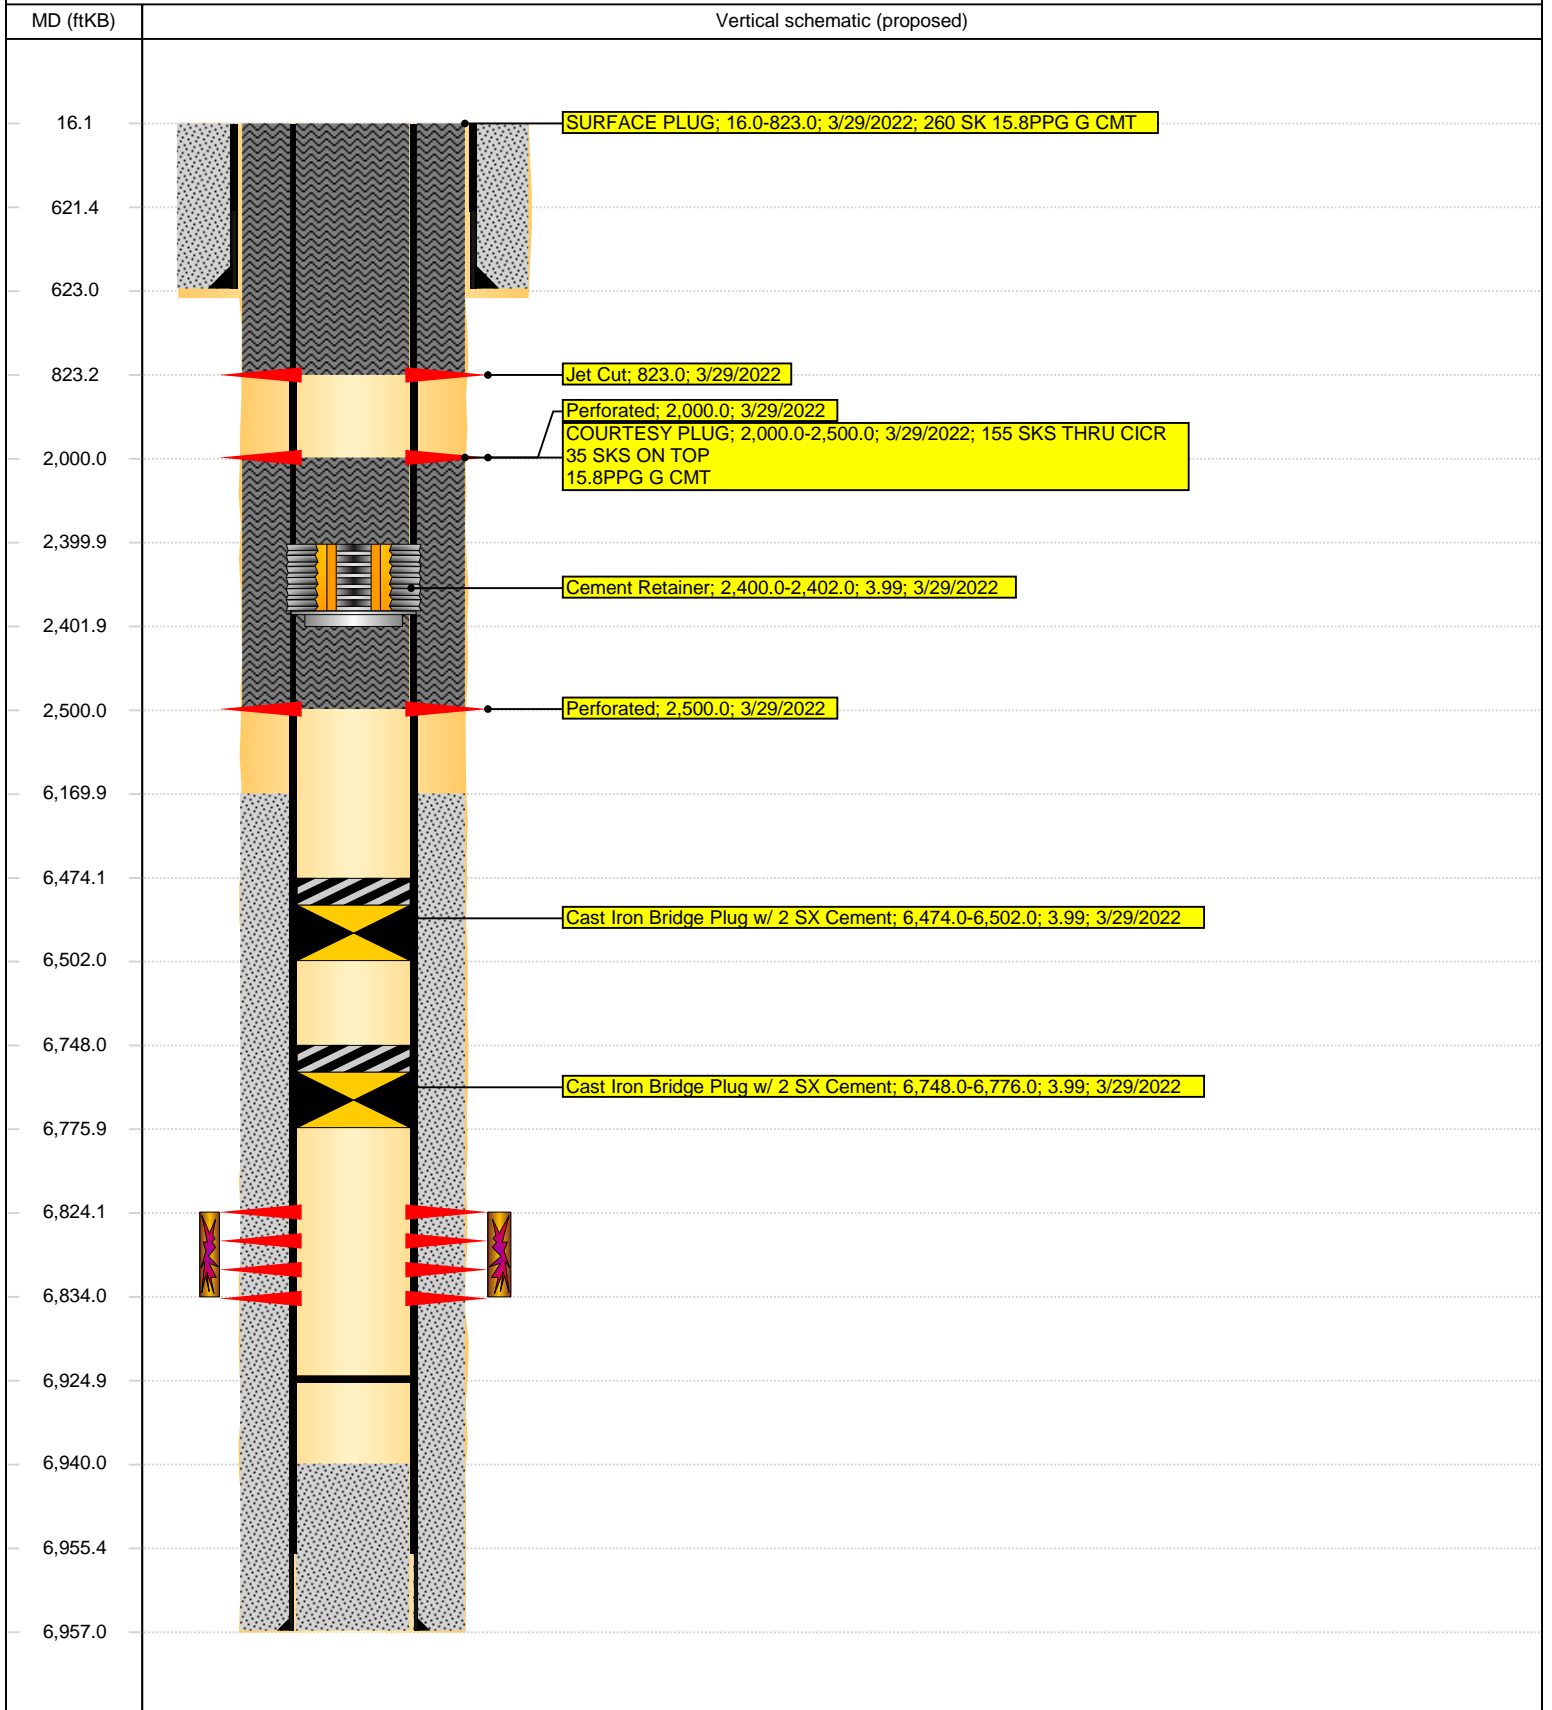 MD (ftKB) Vertical schematic (proposed)
16.1
SURFACE PLUG; 16.0-823.0; 3/29/2022; 260 SK 15.8PPG G CMT
621.4
623.0
823.2
Jet Cut; 823.0; 3/29/2022
Perforated; 2,000.0; 3/29/2022
COURTESY PLUG; 2,000.0-2,500.0; 3/29/2022; 155 SKS THRU CICR
35 SKS ON TOP
15.8PPG G CMT
2,000.0
2,399.9
Cement Retainer; 2,400.0-2,402.0; 3.99; 3/29/2022
2,401.9
2,500.0
Perforated; 2,500.0; 3/29/2022
6,169.9
6,474.1
Cast Iron Bridge Plug w/ 2 SX Cement; 6,474.0-6,502.0; 3.99; 3/29/2022
6,502.0
6,748.0
Cast Iron Bridge Plug w/ 2 SX Cement; 6,748.0-6,776.0; 3.99; 3/29/2022
6,775.9
6,824.1
6,834.0
6,924.9
6,940.0
6,955.4
6,957.0